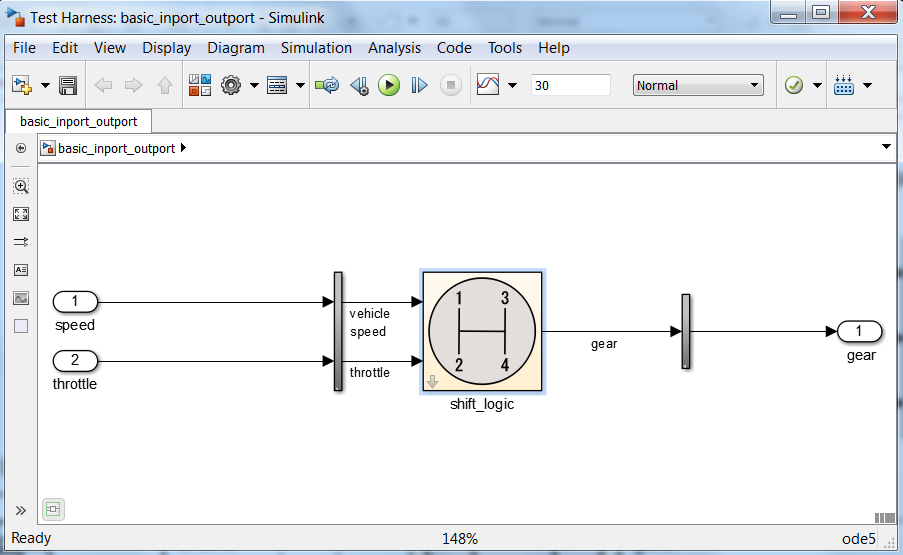 Test Harness: basic_inport_outport - Simulink
File Edit View Display Diagram Simulation Analysis Code Tools Help
30 Normal
basic_inport_outport
basic_inport_outport
1 speed
2 throttle
vehicle
speed
throttle
1 3
2 4
shift_logic
gear
1
gear
Ready 148% ode5